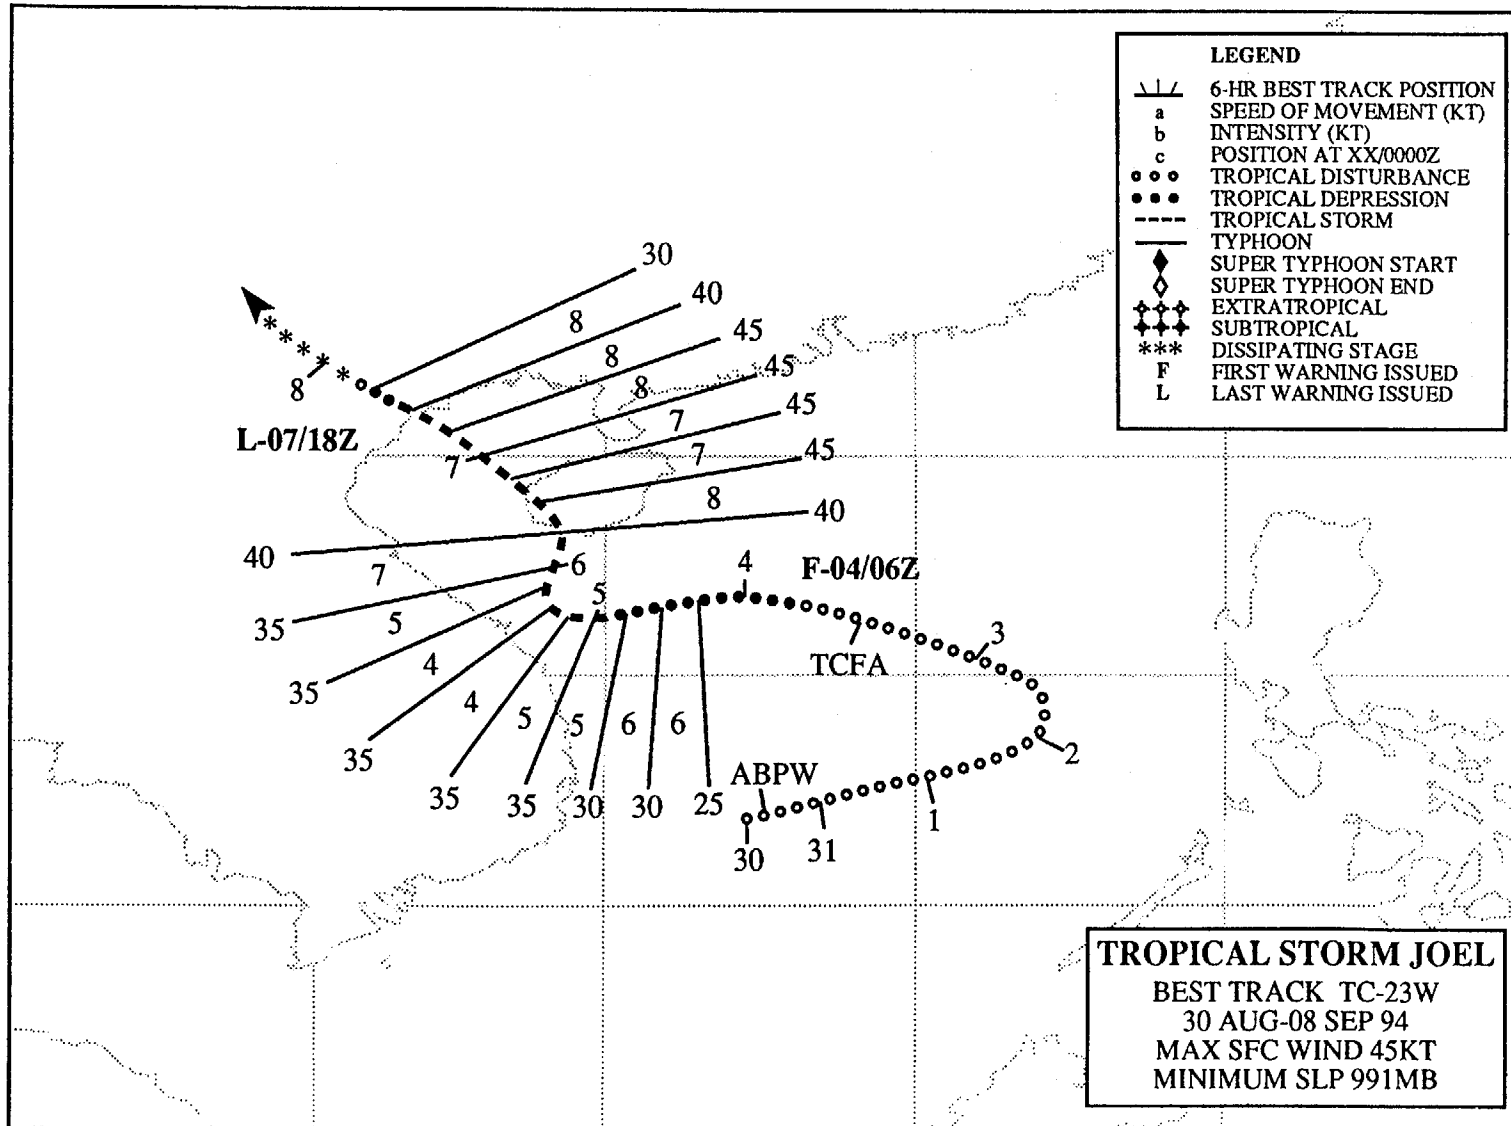 LEGEND
6-HR BEST TRACK POSITION
a SPEED OF MOVEMENT (KT)
b INTENSITY (KT)
c POSITION AT XX/0000Z
TROPICAL DISTURBANCE
TROPICAL DEPRESSION
TROPICAL STORM
TYPHOON
SUPER TYPHOON START
SUPER TYPHOON END
EXTRATROPICAL
SUBTROPICAL
*** DISSIPATING STAGE
F FIRST WARNING ISSUED
L LAST WARNING ISSUED
30
40
8
45
8
45
8
8
45
7
L-07/18Z
7
7
45
8
40
40
7
6
4
F-04/06Z
35
5
5
3
TCFA
4
35
4
5
5
6
6
2
35
ABPW
35
35
30
30
25
1
30
31
TROPICAL STORM JOEL
BEST TRACK TC-23W
30 AUG-08 SEP 94
MAX SFC WIND 45KT
MINIMUM SLP 991MB